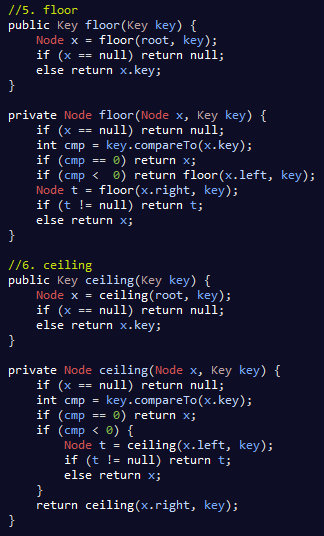 //5. floor
public Key floor(Key key) {
    Node x = floor(root, key);
    if (x == null) return null;
    else return x.key;
}

private Node floor(Node x, Key key) {
    if (x == null) return null;
    int cmp = key.compareTo(x.key);
    if (cmp == 0) return x;
    if (cmp <  0) return floor(x.left, key);
    Node t = floor(x.right, key);
    if (t != null) return t;
    else return x;
}

//6. ceiling
public Key ceiling(Key key) {
    Node x = ceiling(root, key);
    if (x == null) return null;
    else return x.key;
}

private Node ceiling(Node x, Key key) {
    if (x == null) return null;
    int cmp = key.compareTo(x.key);
    if (cmp == 0) return x;
    if (cmp < 0) {
        Node t = ceiling(x.left, key);
        if (t != null) return t;
        else return x;
    }
    return ceiling(x.right, key);
}